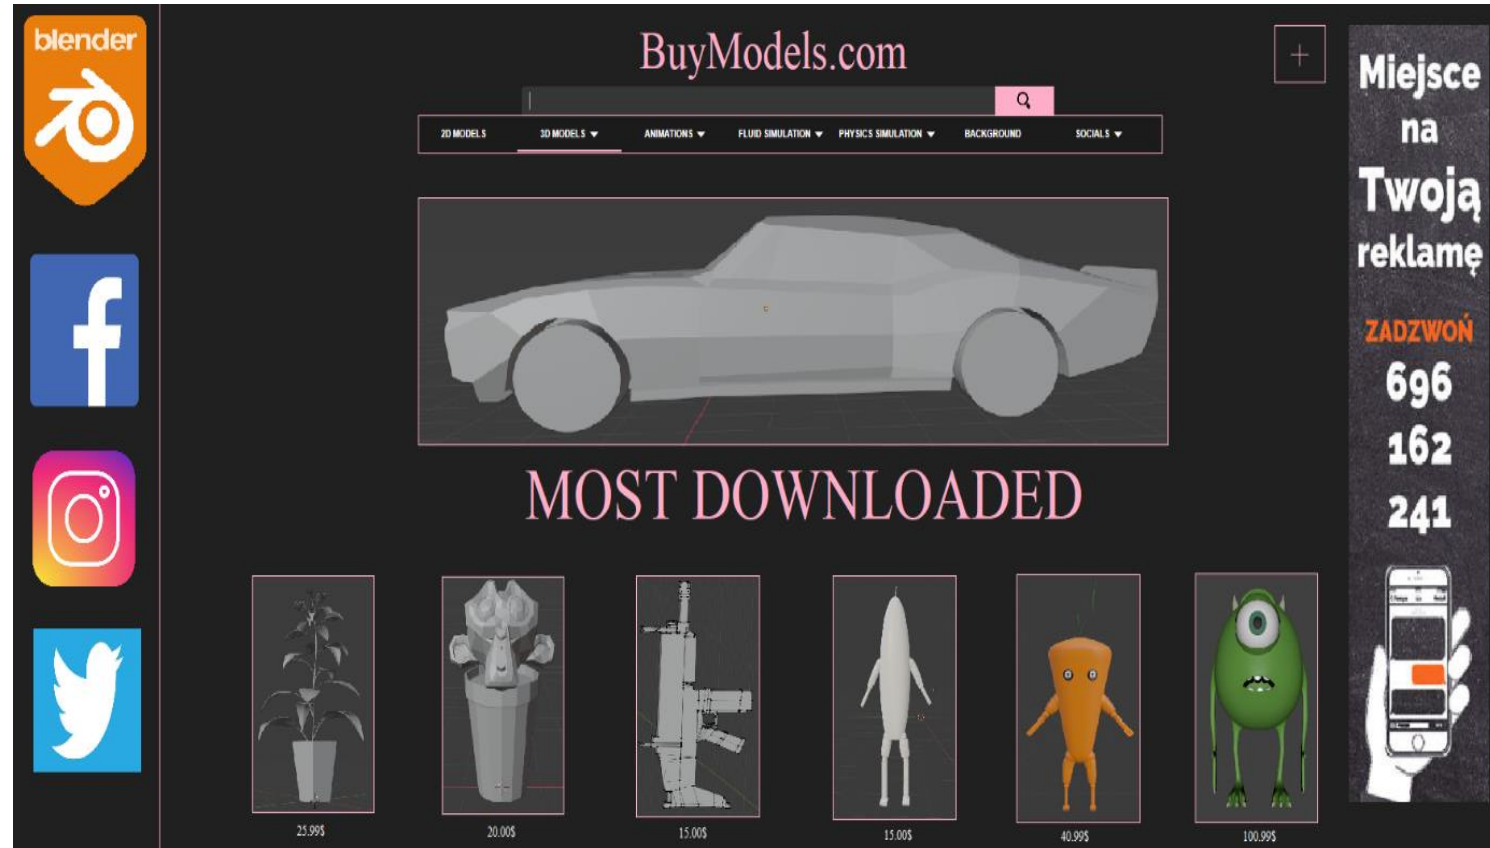 blender
BuyModels.com
2D MODELS
3D MODELS
ANIMATIONS
FLUID SIMULATION
PHYSICS SIMULATION
BACKGROUND
SOCIALS
MOST DOWNLOADED
25.99$
20.00$
15.00$
15.00$
40.99$
100.99$
Miejsce
na
Twoją
reklamę
ZADZWOŃ
696
162
241